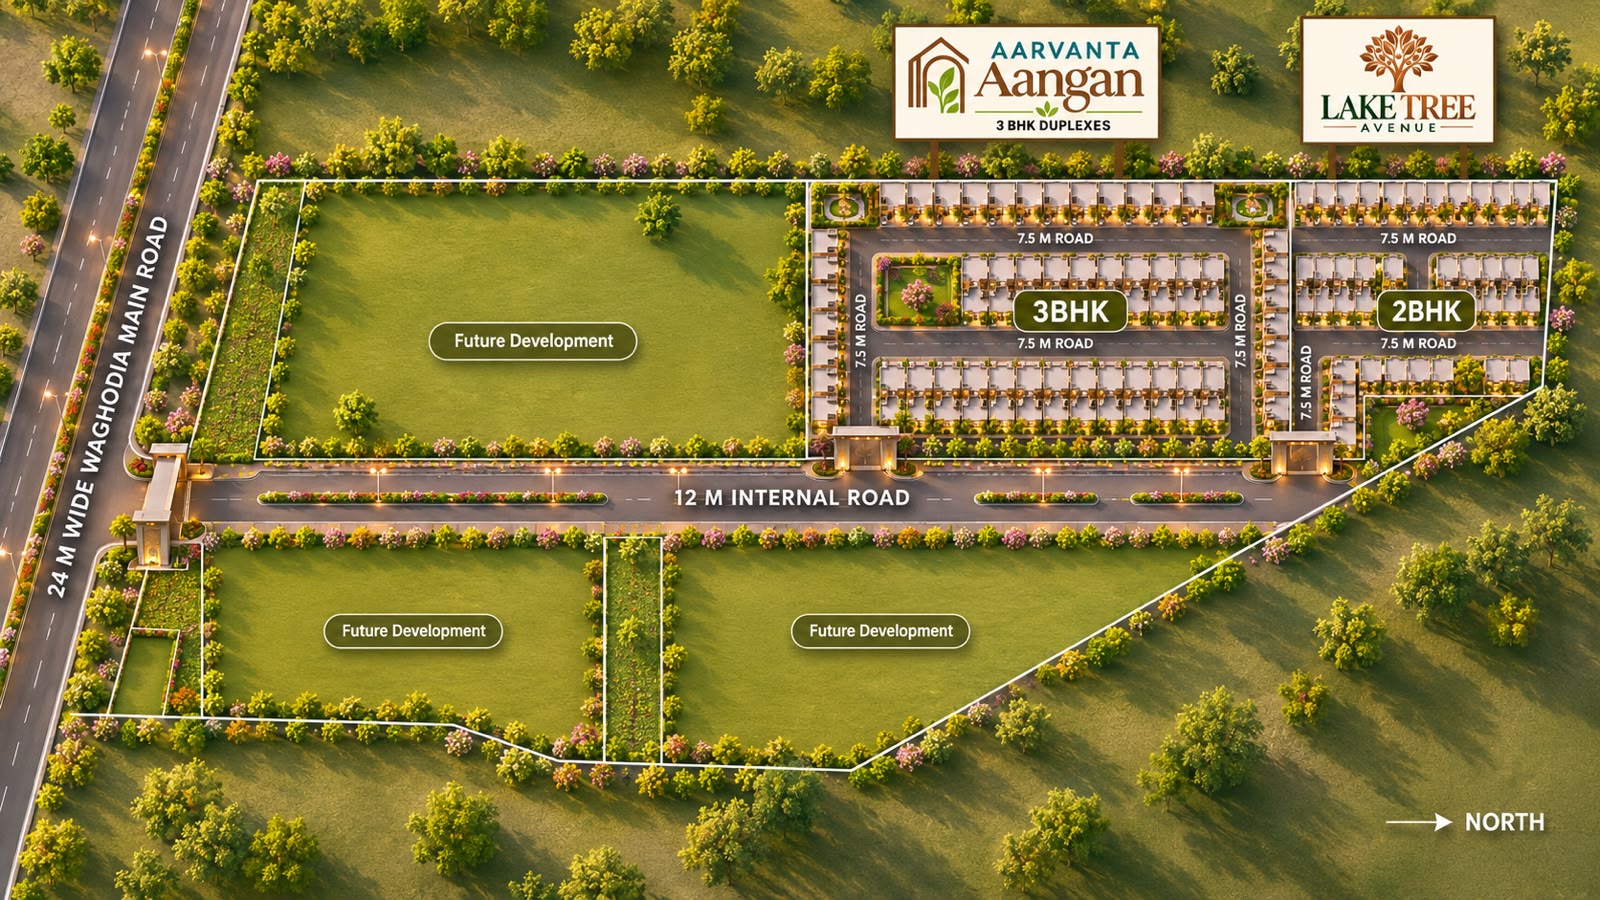 AARVANTA
Aangan
3 BHK DUPLEXES
LAKE TREE
AVENUE
24 M WIDE WAGHODIA MAIN ROAD
Future Development
7.5 M ROAD
7.5 M ROAD
3BHK
2BHK
7.5 M ROAD
7.5 M ROAD
7.5 M ROAD
7.5 M ROAD
7.5 M ROAD
12 M INTERNAL ROAD
Future Development
Future Development
NORTH